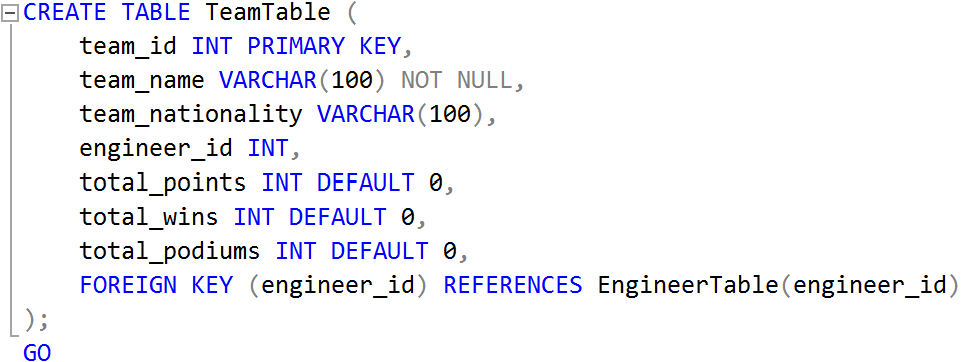 CREATE TABLE TeamTable (
    team_id INT PRIMARY KEY,
    team_name VARCHAR(100) NOT NULL,
    team_nationality VARCHAR(100),
    engineer_id INT,
    total_points INT DEFAULT 0,
    total_wins INT DEFAULT 0,
    total_podiums INT DEFAULT 0,
    FOREIGN KEY (engineer_id) REFERENCES EngineerTable(engineer_id)
);
GO